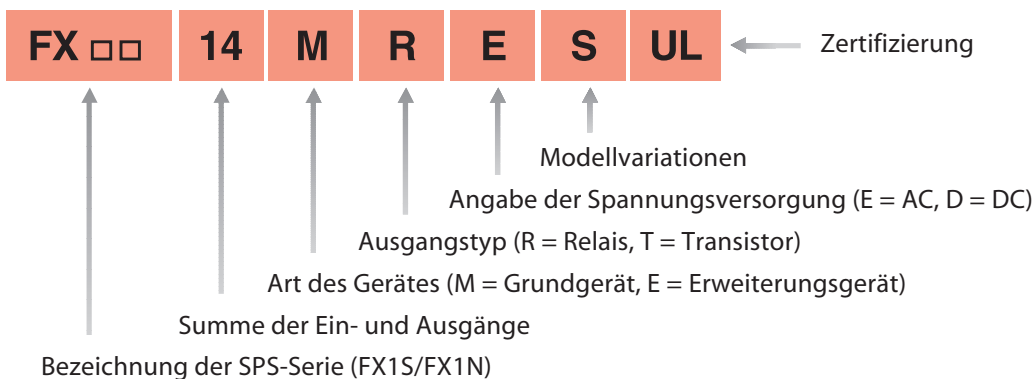 FX □□ 14 M R E S UL Zertifizierung
Modellvariationen
Angabe der Spannungsversorgung (E = AC, D = DC)
Ausgangstyp (R = Relais, T = Transistor)
Art des Gerätes (M = Grundgerät, E = Erweiterungsgerät)
Summe der Ein- und Ausgänge
Bezeichnung der SPS-Serie (FX1S/FX1N)